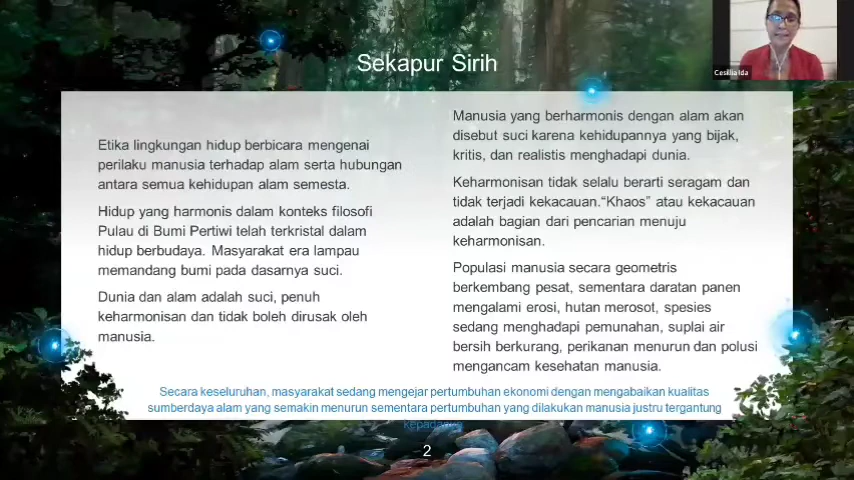 Sekapur Sirih
Cesillia Ida
Etika lingkungan hidup berbicara mengenai
perilaku manusia terhadap alam serta hubungan
antara semua kehidupan alam semesta.
Hidup yang harmonis dalam konteks filosofi
Pulau di Bumi Pertiwi telah terkristal dalam
hidup berbudaya. Masyarakat era lampau
memandang bumi pada dasarnya suci.
Dunia dan alam adalah suci, penuh
keharmonisan dan tidak boleh dirusak oleh
manusia.
Manusia yang berharmonis dengan alam akan
disebut suci karena kehidupannya yang bijak,
kritis, dan realistis menghadapi dunia.
Keharmonisan tidak selalu berarti seragam dan
tidak terjadi kekacauan.“Khaos” atau kekacauan
adalah bagian dari pencarian menuju
keharmonisan.
Populasi manusia secara geometris
berkembang pesat, sementara daratan panen
mengalami erosi, hutan merosot, spesies
sedang menghadapi pemunahan, suplai air
bersih berkurang, perikanan menurun dan polusi
mengancam kesehatan manusia.
Secara keseluruhan, masyarakat sedang mengejar pertumbuhan ekonomi dengan mengabaikan kualitas
sumberdaya alam yang semakin menurun sementara pertumbuhan yang dilakukan manusia justru tergantung
kepadanya
2